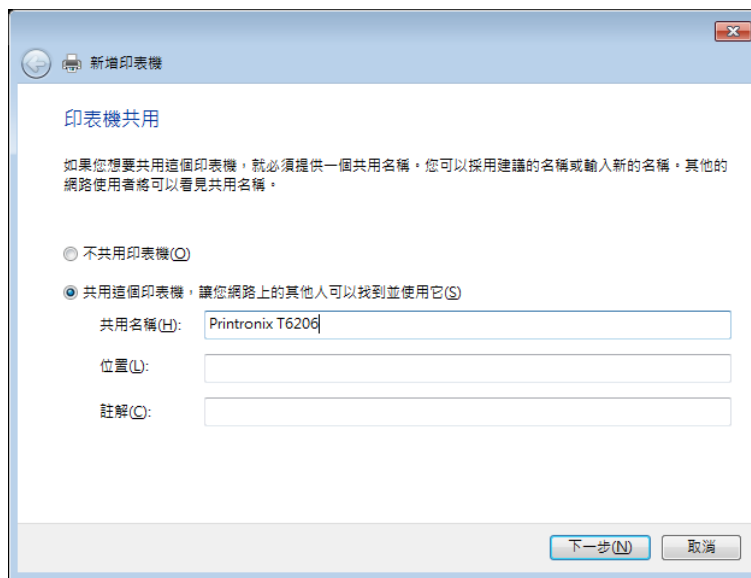 新增印表機
印表機共用
如果您想要共用這個印表機，就必須提供一個共用名稱。您可以採用建議的名稱或輸入新的名稱。其他的
網路使用者將可以看見共用名稱。
不共用印表機(O)
共用這個印表機，讓您網路上的其他人可以找到並使用它(S)
共用名稱(H): Printronix T6206
位置(L):
註解(C):
下一步(N) 取消